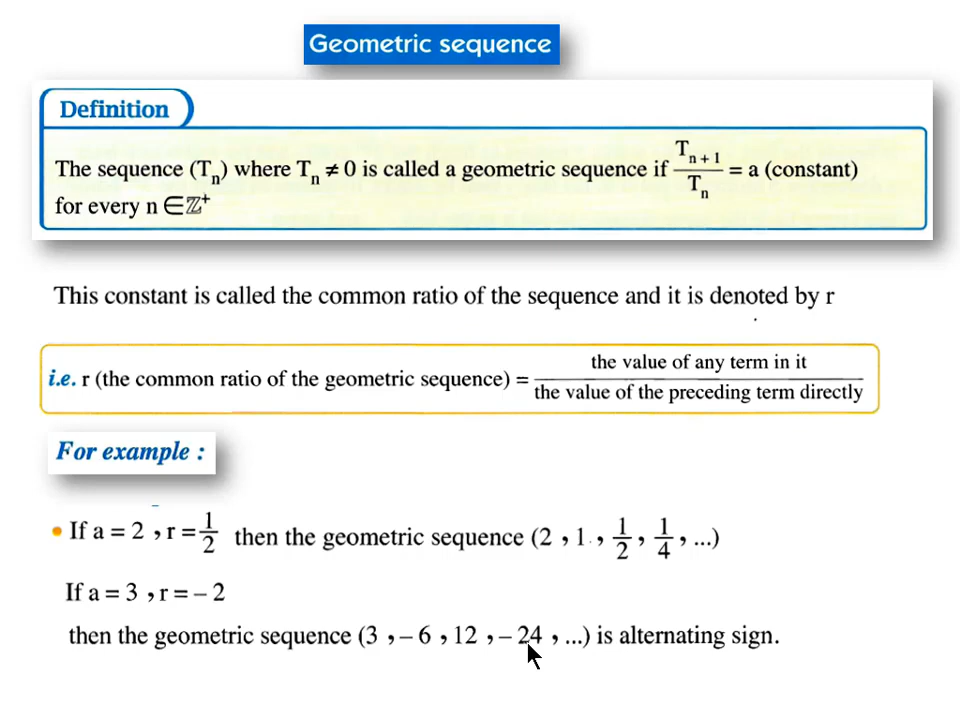 Geometric sequence
Definition
The sequence (Tₙ) where Tₙ ≠ 0 is called a geometric sequence if Tₙ₊₁/Tₙ = a (constant)
for every n ∈ ℤ⁺
This constant is called the common ratio of the sequence and it is denoted by r
i.e. r (the common ratio of the geometric sequence) = the value of any term in it / the value of the preceding term directly
For example :
• If a = 2 , r = 1/2 then the geometric sequence (2 , 1 , 1/2 , 1/4 , ...)
If a = 3 , r = – 2
then the geometric sequence (3 , – 6 , 12 , – 24 , ...) is alternating sign.